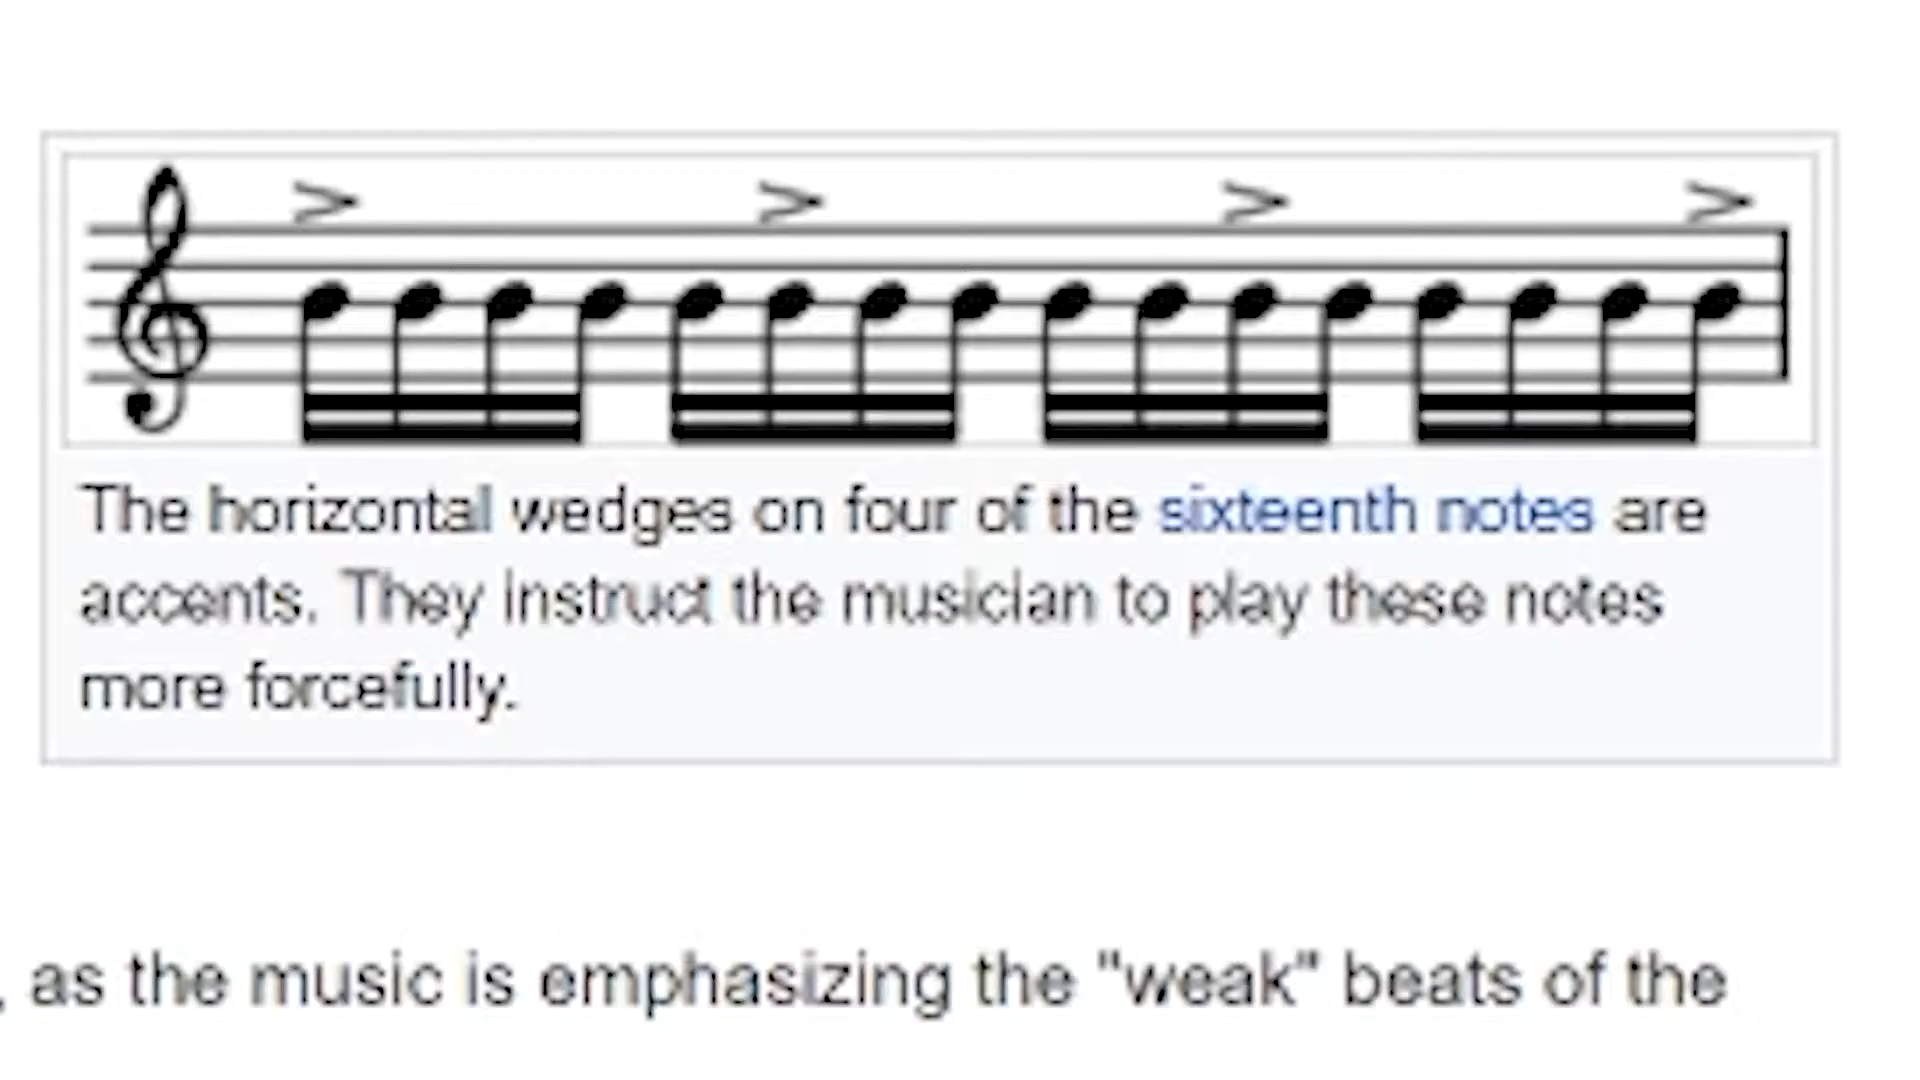 The horizontal wedges on four of the sixteenth notes are
accents. They instruct the musician to play these notes
more forcefully.
, as the music is emphasizing the "weak" beats of the